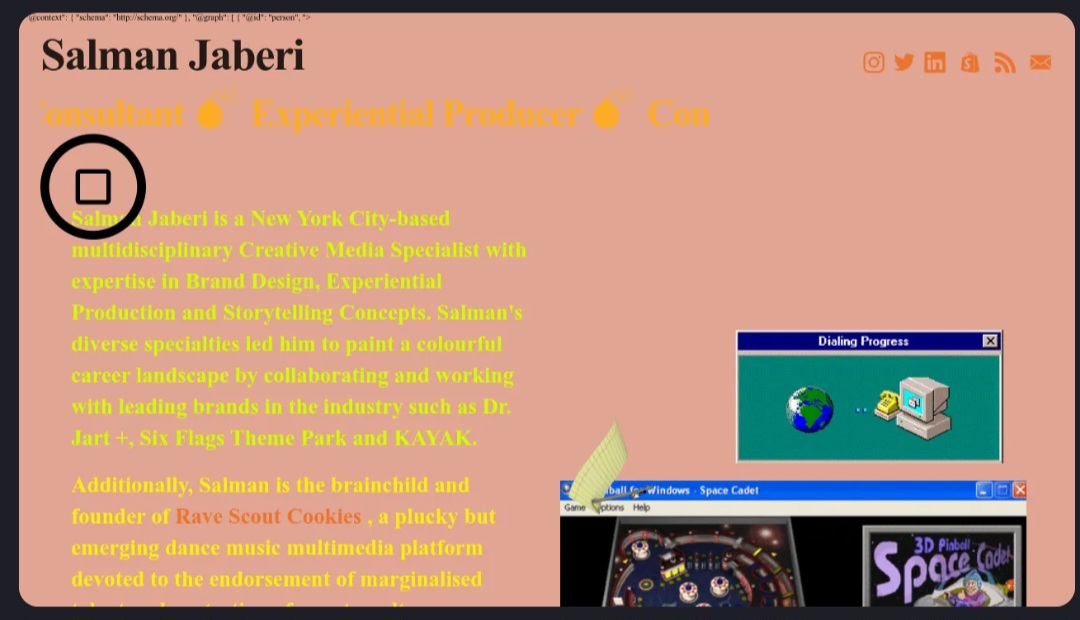 @context": { "schema": "http://schema.org/" }, "@graph": [ { "@id": "person", ">
Salman Jaberi
onsultant 💣 Experiential Producer 💣 Con
Salman Jaberi is a New York City-based
multidisciplinary Creative Media Specialist with
expertise in Brand Design, Experiential
Production and Storytelling Concepts. Salman's
diverse specialties led him to paint a colourful
career landscape by collaborating and working
with leading brands in the industry such as Dr.
Jart +, Six Flags Theme Park and KAYAK.
Additionally, Salman is the brainchild and
founder of Rave Scout Cookies , a plucky but
emerging dance music multimedia platform
devoted to the endorsement of marginalised
Dialing Progress
ball for Windows - Space Cadet
Game ptions Help
3D Pinball
Space Cadet